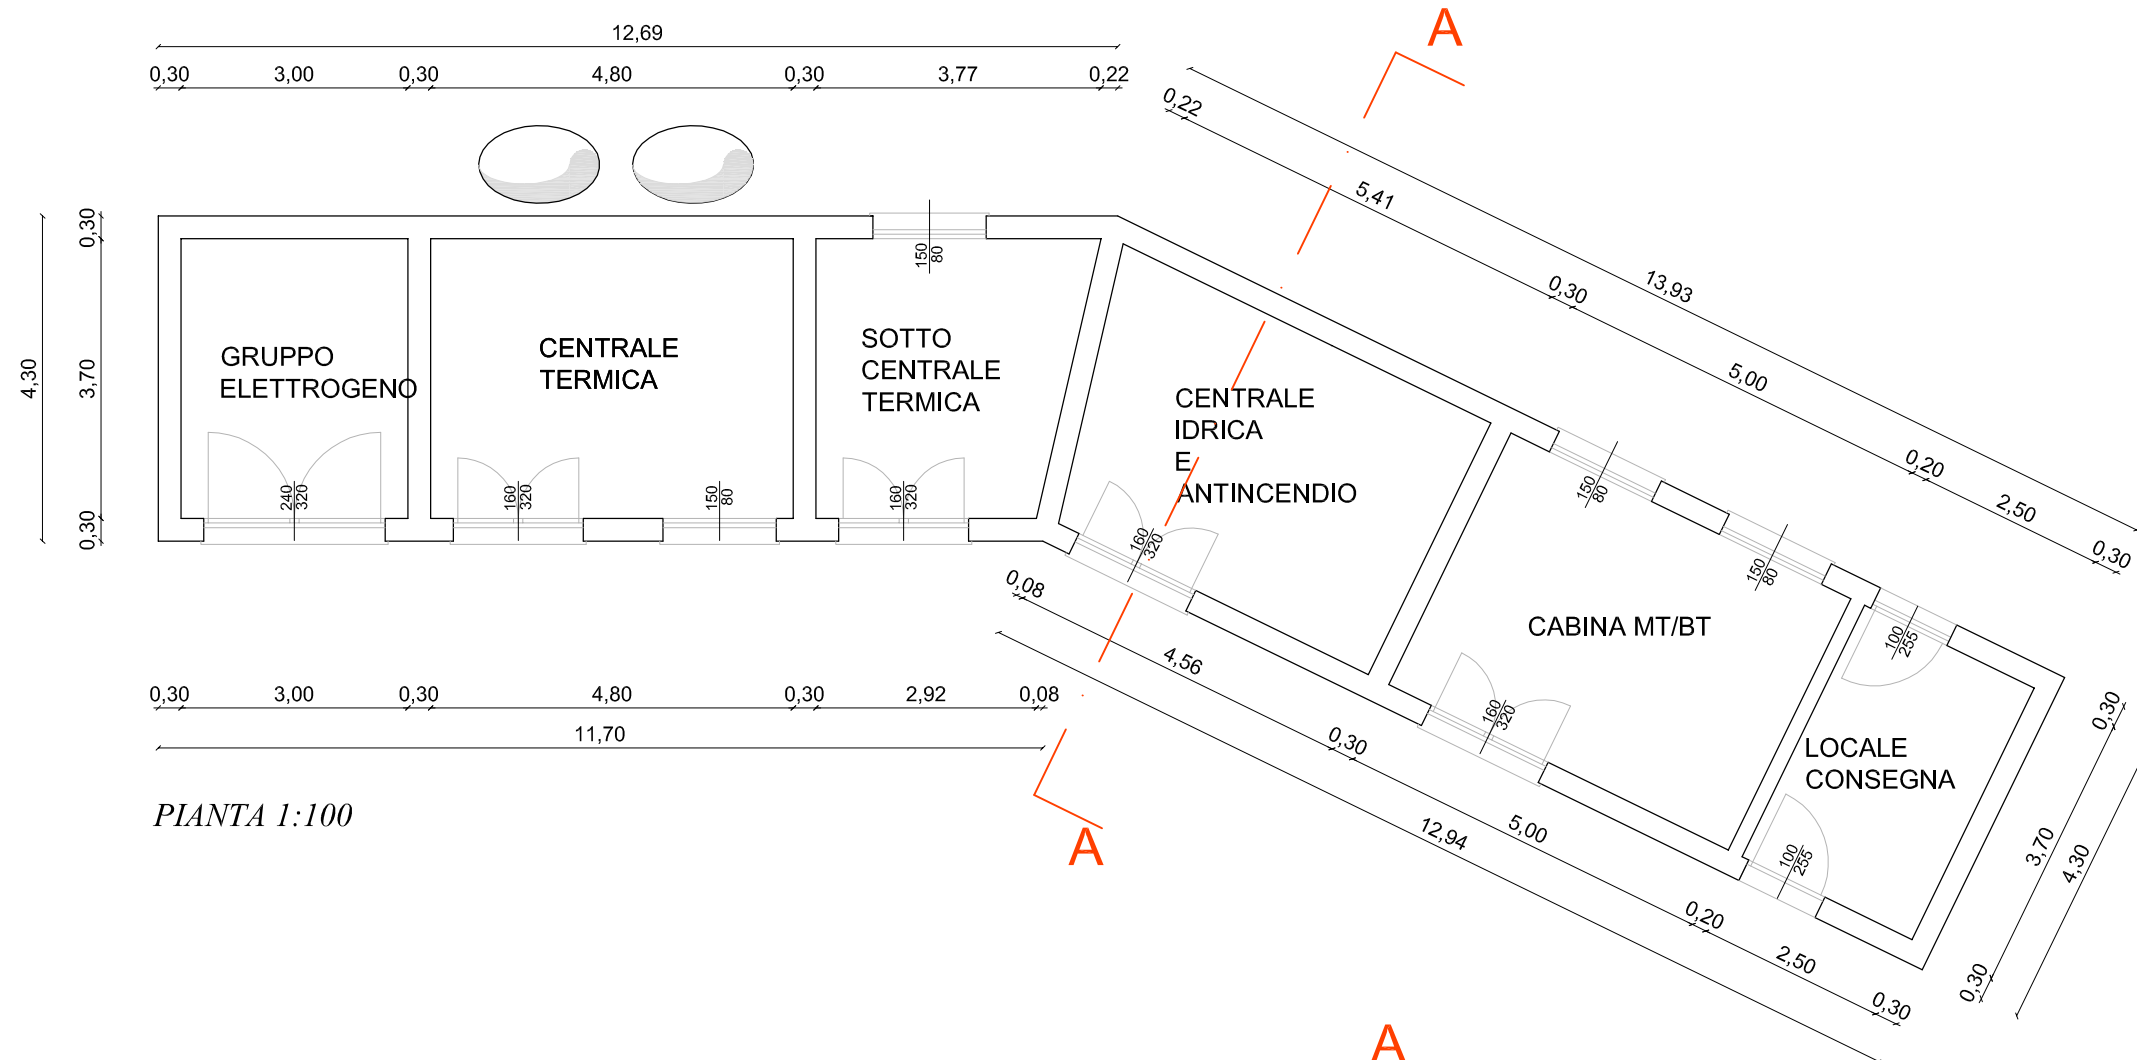 12,69
0,30 3,00 0,30 4,80 0,30 3,77 0,22
A
0,22
5,41
13,93
0,30
5,00
0,20
2,50
0,30
4,30
0,30
3,70
0,30
150
80
GRUPPO
ELETTROGENO
CENTRALE
TERMICA
SOTTO
CENTRALE
TERMICA
CENTRALE
IDRICA
E
ANTINCENDIO
CABINA MT/BT
LOCALE
CONSEGNA
240
320
160
320
150
80
160
320
160
320
150
80
150
80
160
320
100
255
100
255
0,08
4,56
0,30
5,00
12,94
0,20
2,50
0,30
0,30
3,70
4,30
0,30
0,30 3,00 0,30 4,80 0,30 2,92 0,08
11,70
PIANTA 1:100
A
A